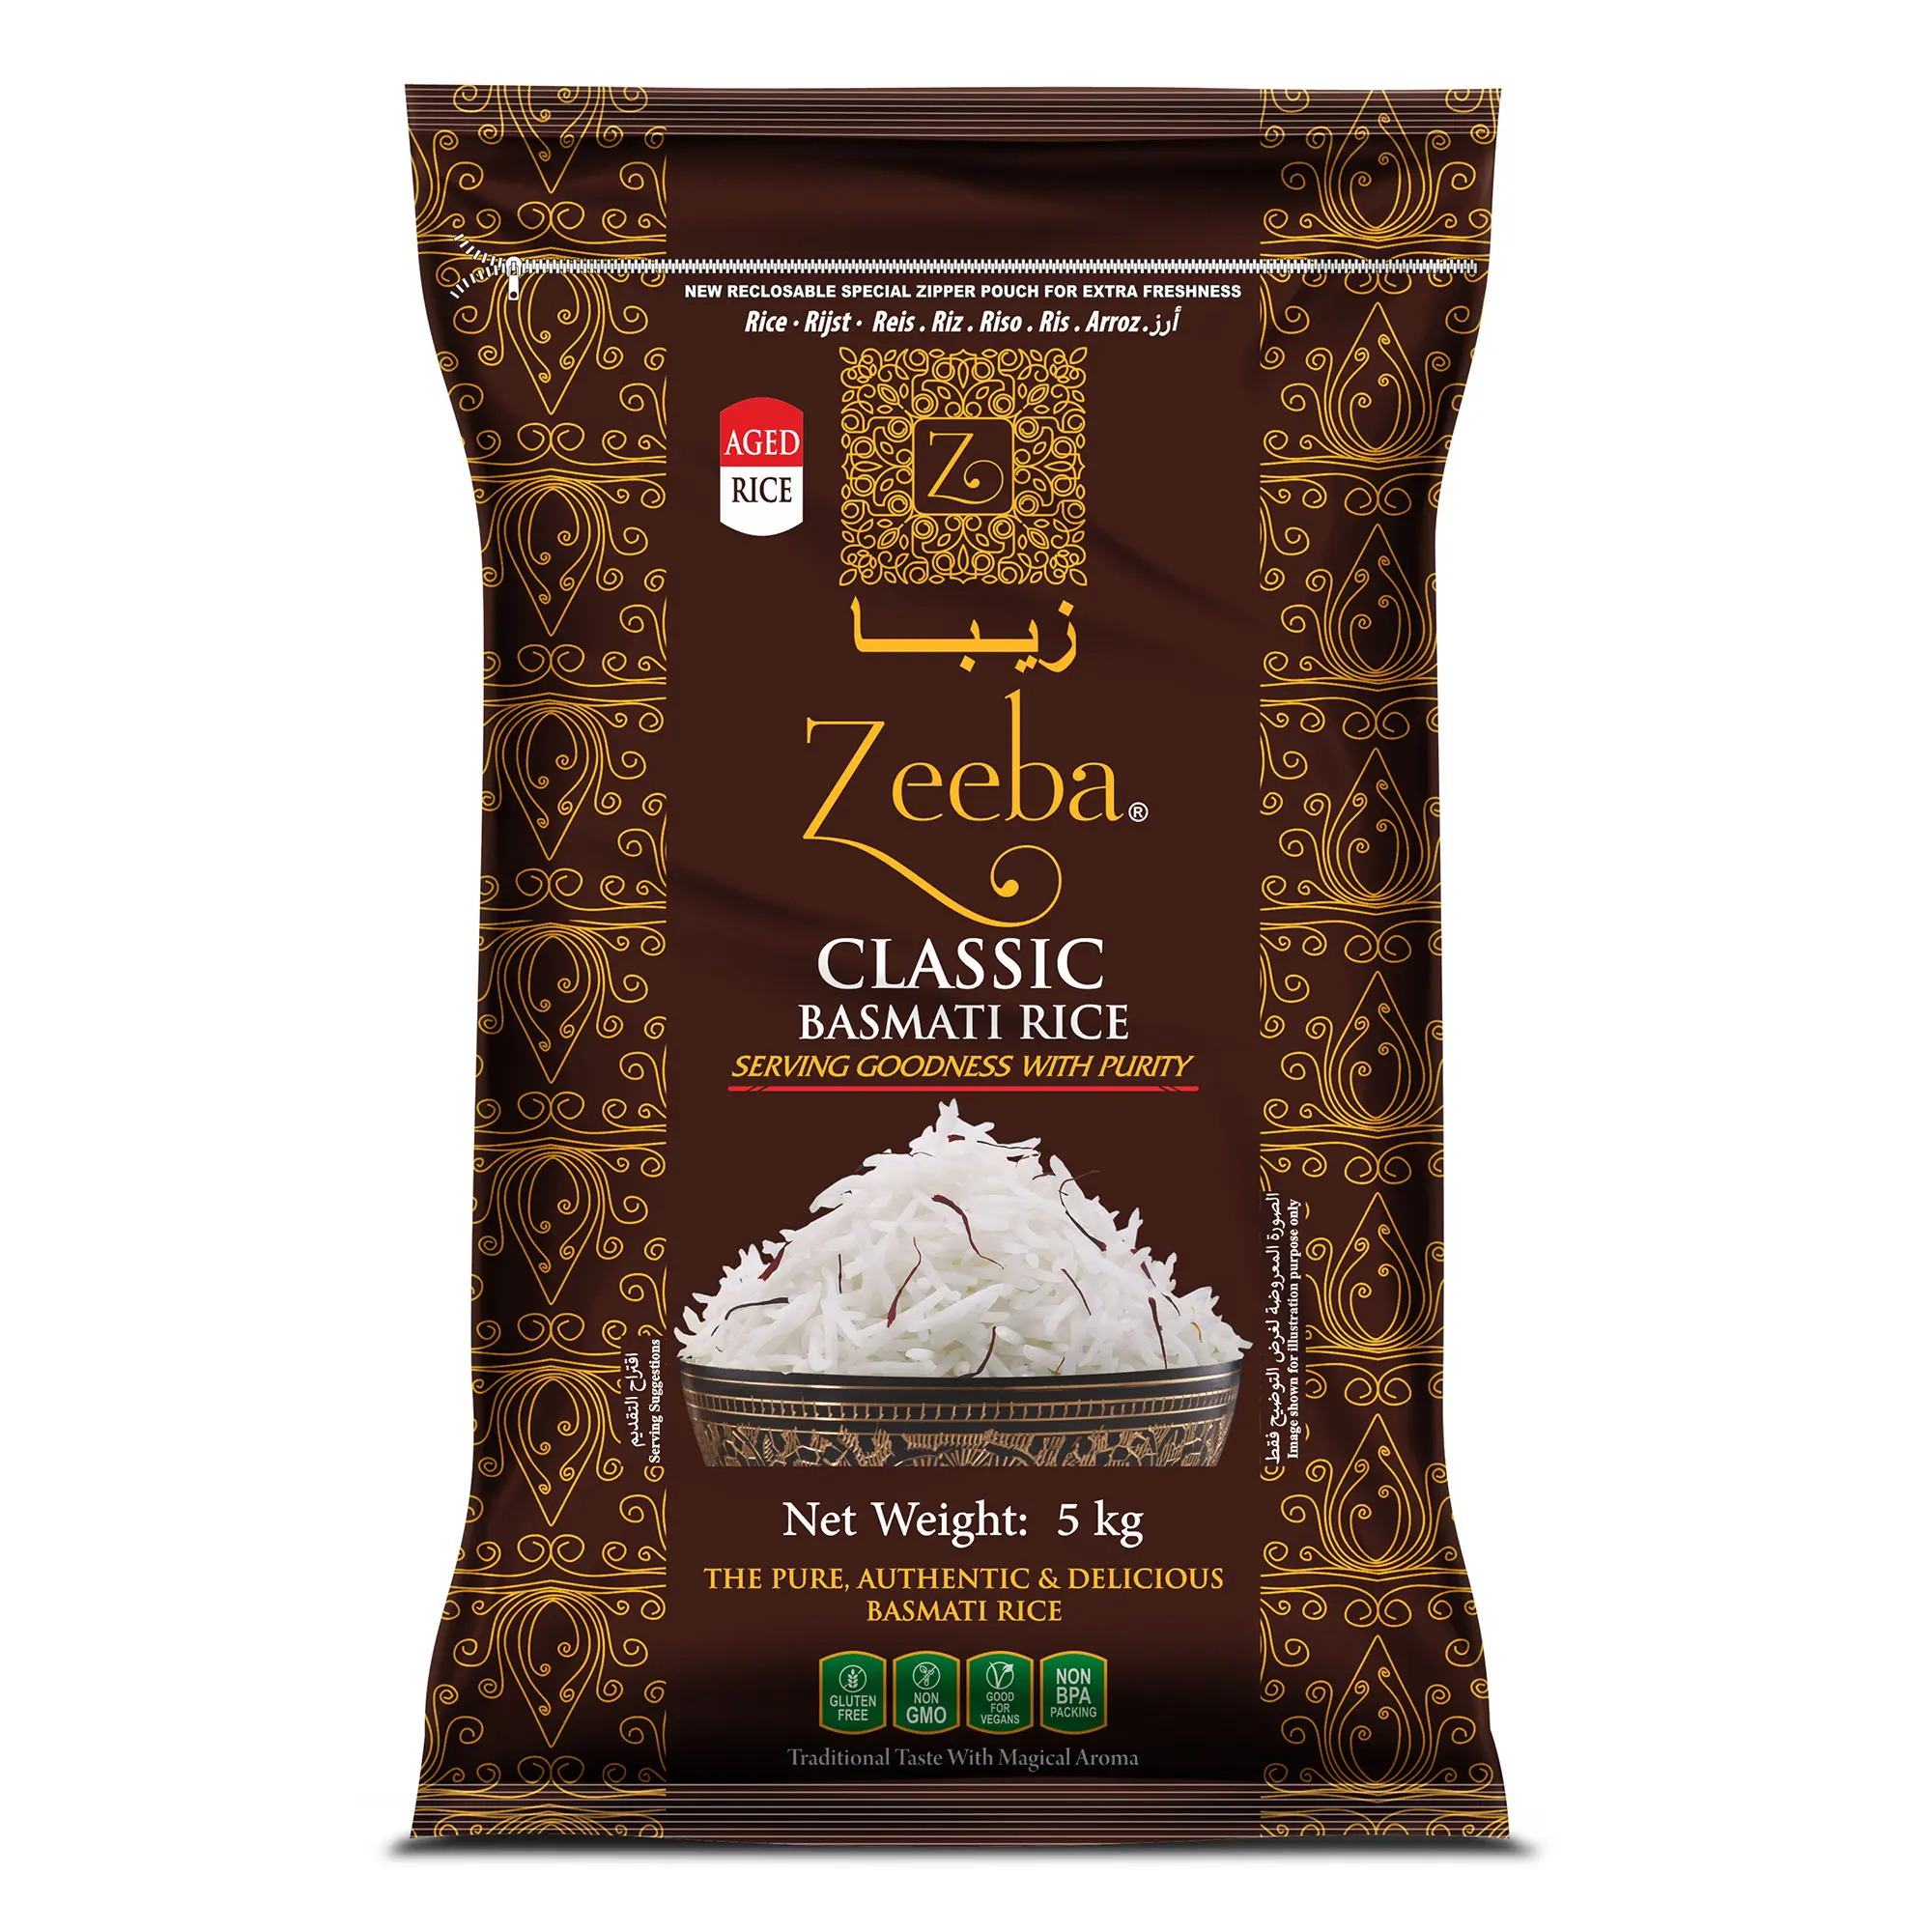 NEW RECLOSABLE SPECIAL ZIPPER POUCH FOR EXTRA FRESHNESS
Rice · Rijst · Reis . Riz . Riso . Ris . Arroz . أرز
AGED
RICE
Z
زيبا
Zeeba®
CLASSIC
BASMATI RICE
SERVING GOODNESS WITH PURITY
اقتراح التقديم
Serving Suggestions
الصورة المعروضة لغرض التوضيح فقط
Image shown for illustration purpose only
Net Weight: 5 kg
THE PURE, AUTHENTIC & DELICIOUS
BASMATI RICE
GLUTEN
FREE
NON
GMO
GOOD
FOR
VEGANS
NON
BPA
PACKING
Traditional Taste With Magical Aroma